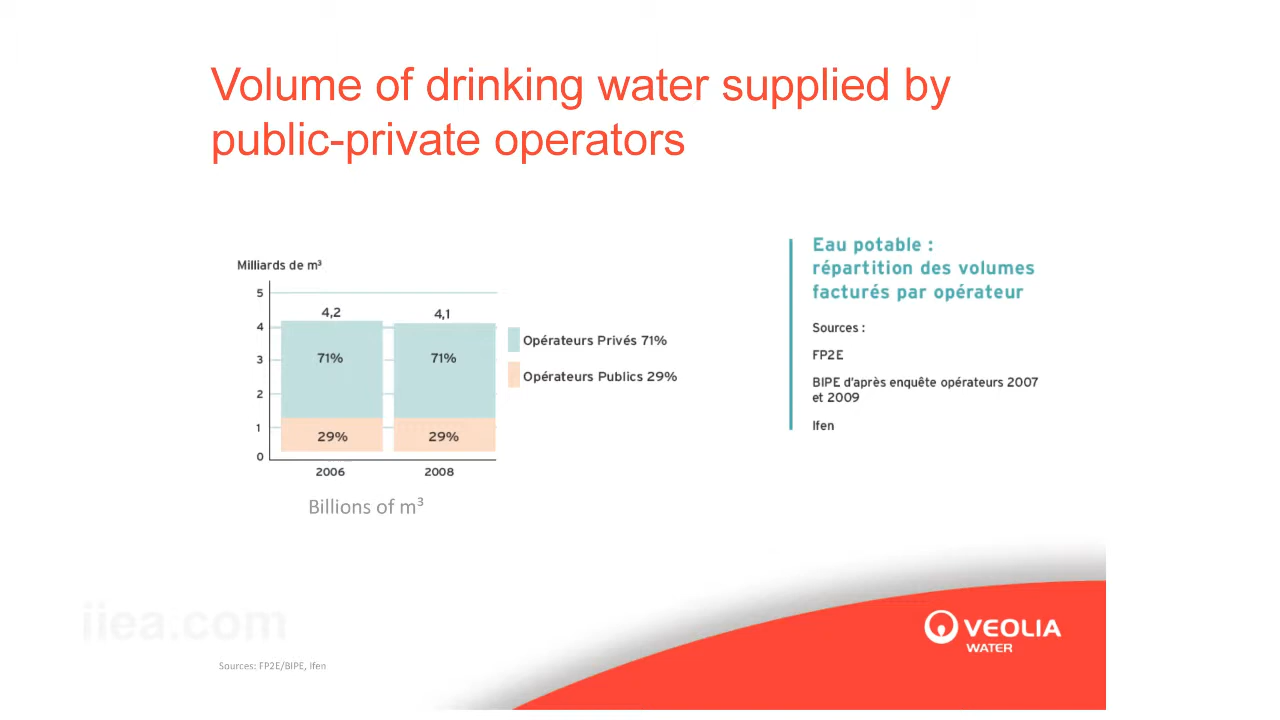 Volume of drinking water supplied by
public-private operators
Milliards de m³
5
4
3
2
1
0
4,2
4,1
71%
71%
29%
29%
2006
2008
Opérateurs Privés 71%
Opérateurs Publics 29%
Billions of m³
Eau potable :
répartition des volumes
facturés par opérateur
Sources :
FP2E
BIPE d'après enquête opérateurs 2007
et 2009
Ifen
iiea.com
Sources: FP2E/BIPE, Ifen
VEOLIA
WATER